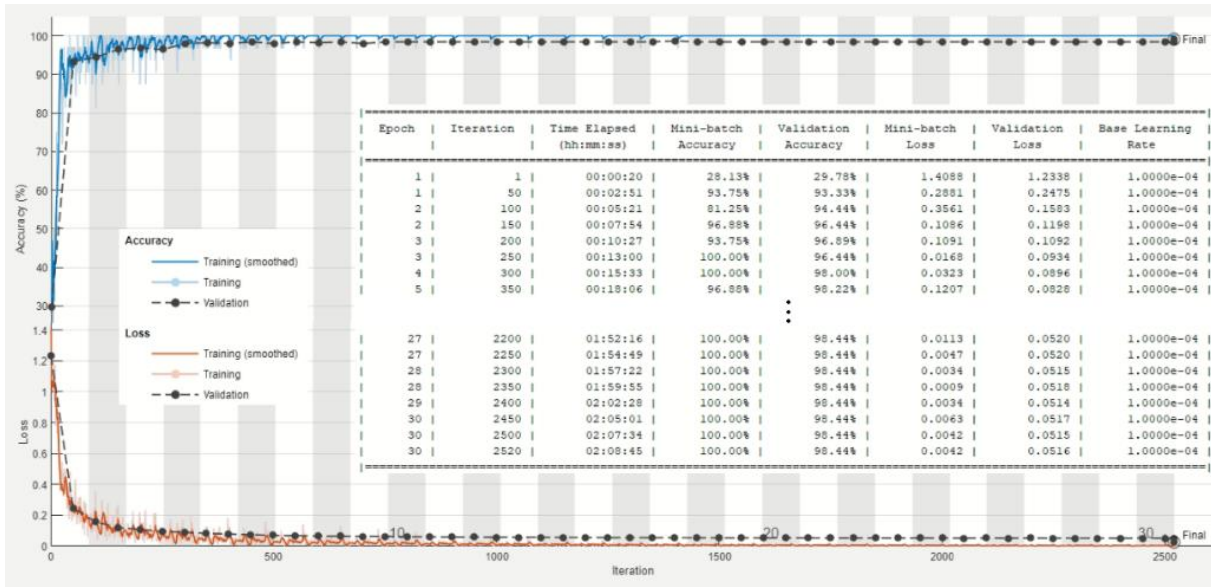 Epoch | Iteration | Time Elapsed | Mini-batch | Validation | Mini-batch | Validation | Base Learning |
(hh:mm:ss) | Accuracy | Accuracy | Loss | Loss | Rate |
1 | 1 | 00:00:20 | 28.13% | 29.78% | 1.4088 | 1.2338 | 1.0000e-04 |
1 | 50 | 00:02:51 | 93.75% | 93.33% | 0.2881 | 0.2475 | 1.0000e-04 |
2 | 100 | 00:05:21 | 81.25% | 94.44% | 0.3561 | 0.1583 | 1.0000e-04 |
2 | 150 | 00:07:54 | 96.88% | 96.44% | 0.1086 | 0.1198 | 1.0000e-04 |
3 | 200 | 00:10:27 | 93.75% | 96.89% | 0.1091 | 0.1092 | 1.0000e-04 |
3 | 250 | 00:13:00 | 100.00% | 96.44% | 0.0168 | 0.0934 | 1.0000e-04 |
4 | 300 | 00:15:33 | 100.00% | 98.00% | 0.0323 | 0.0896 | 1.0000e-04 |
5 | 350 | 00:18:06 | 96.88% | 98.22% | 0.1207 | 0.0828 | 1.0000e-04 |
27 | 2200 | 01:52:16 | 100.00% | 98.44% | 0.0113 | 0.0520 | 1.0000e-04 |
27 | 2250 | 01:54:49 | 100.00% | 98.44% | 0.0047 | 0.0520 | 1.0000e-04 |
28 | 2300 | 01:57:22 | 100.00% | 98.44% | 0.0034 | 0.0515 | 1.0000e-04 |
28 | 2350 | 01:59:55 | 100.00% | 98.44% | 0.0009 | 0.0518 | 1.0000e-04 |
29 | 2400 | 02:02:28 | 100.00% | 98.44% | 0.0034 | 0.0514 | 1.0000e-04 |
30 | 2450 | 02:05:01 | 100.00% | 98.44% | 0.0063 | 0.0517 | 1.0000e-04 |
30 | 2500 | 02:07:34 | 100.00% | 98.44% | 0.0042 | 0.0515 | 1.0000e-04 |
30 | 2520 | 02:08:45 | 100.00% | 98.44% | 0.0042 | 0.0516 | 1.0000e-04 |
Accuracy (%)
100
90
80
70
60
50
40
30
Final
Accuracy
Training (smoothed)
Training
Validation
Loss
Training (smoothed)
Training
Validation
Loss
1.4
1.2
1
0.8
0.6
0.4
0.2
0
10
20
30
Final
0
500
1000
1500
2000
2500
Iteration